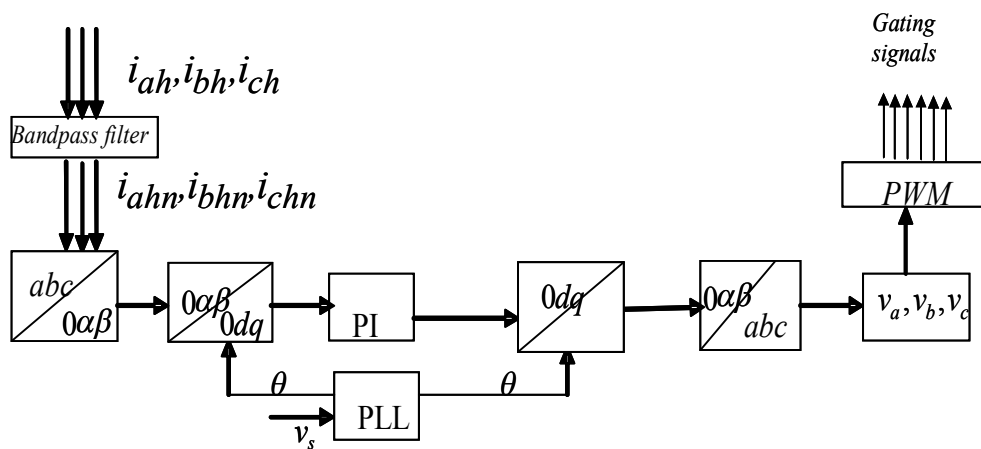 Gating
signals
i_ah, i_bh, i_ch
Bandpass filter
i_ahn, i_bhn, i_chn
PWM
abc
0αβ
0αβ
0dq
PI
0dq
0αβ
abc
v_a, v_b, v_c
θ
PLL
θ
v_s